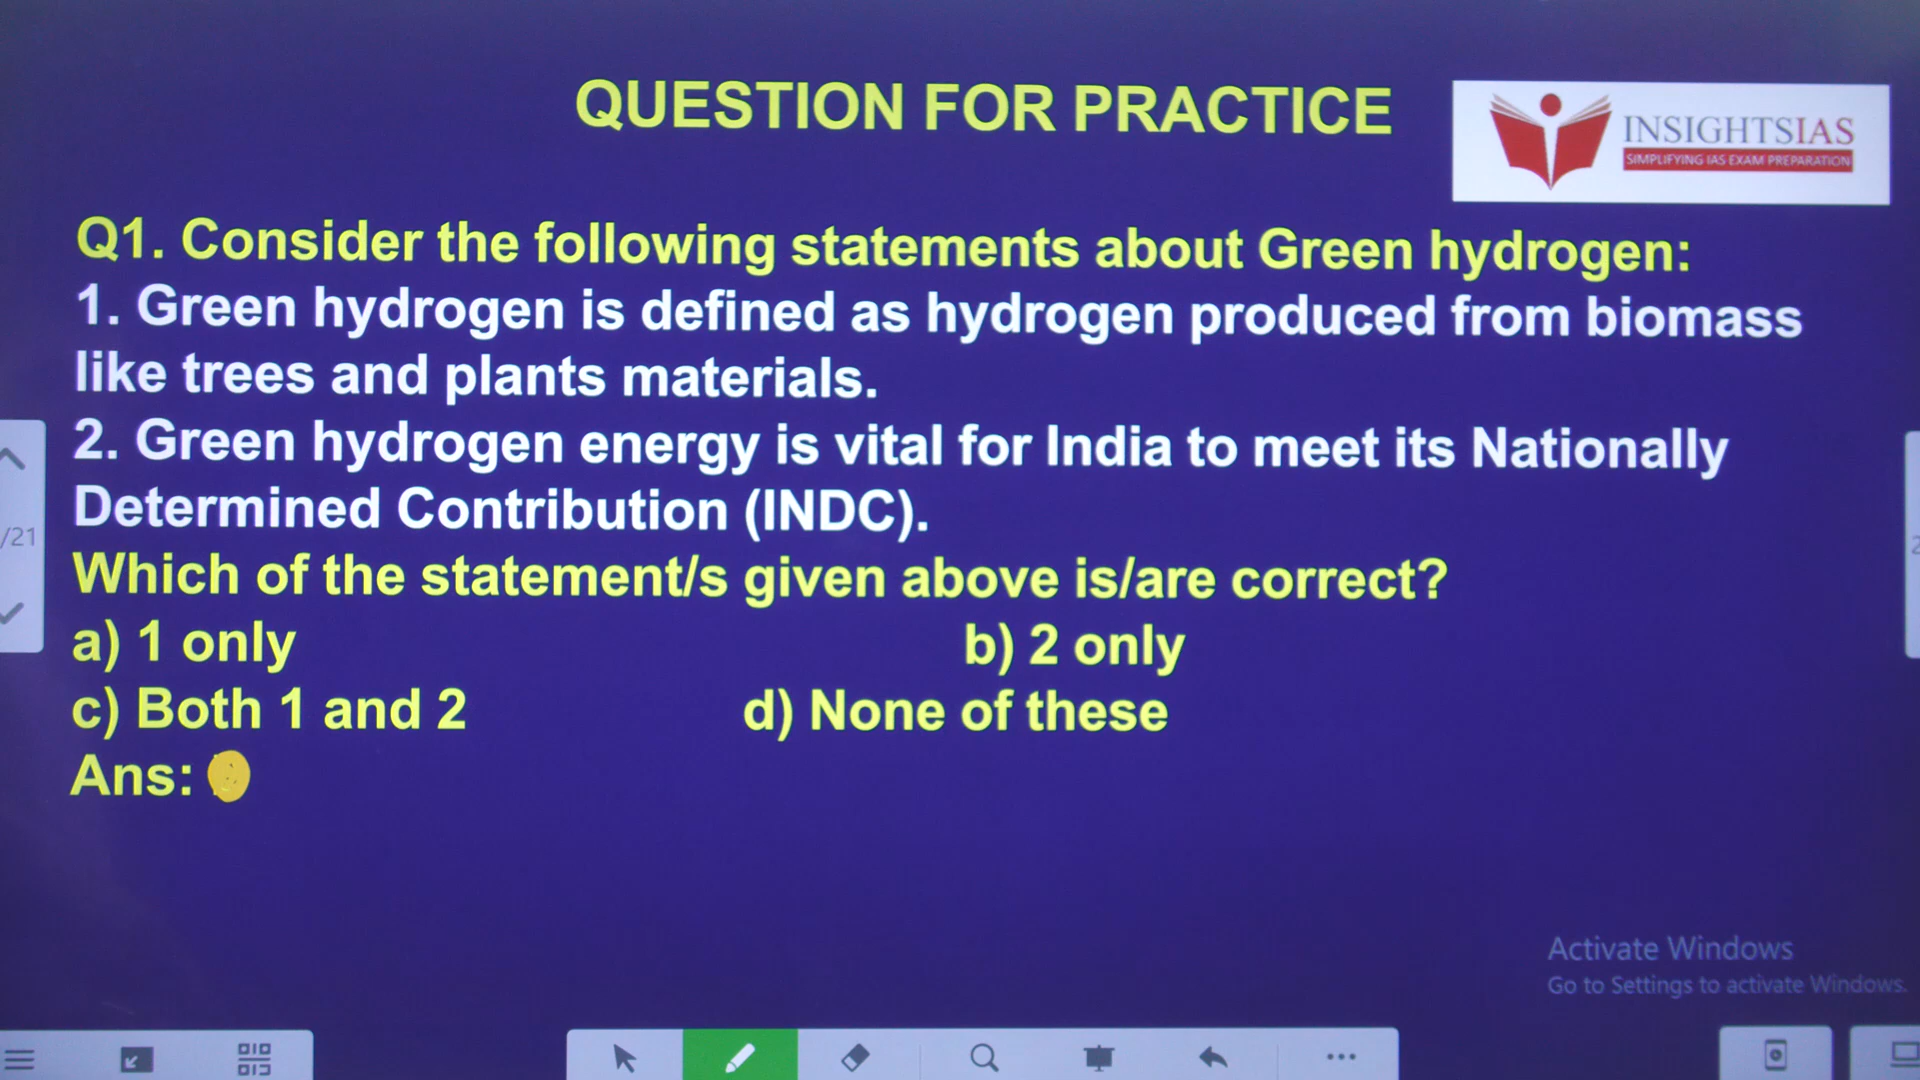 QUESTION FOR PRACTICE
INSIGHTSIAS
SIMPLIFYING IAS EXAM PREPARATION
Q1. Consider the following statements about Green hydrogen:
1. Green hydrogen is defined as hydrogen produced from biomass
like trees and plants materials.
2. Green hydrogen energy is vital for India to meet its Nationally
Determined Contribution (INDC).
Which of the statement/s given above is/are correct?
a) 1 only b) 2 only
c) Both 1 and 2 d) None of these
Ans:
/21
Activate Windows
Go to Settings to activate Windows.